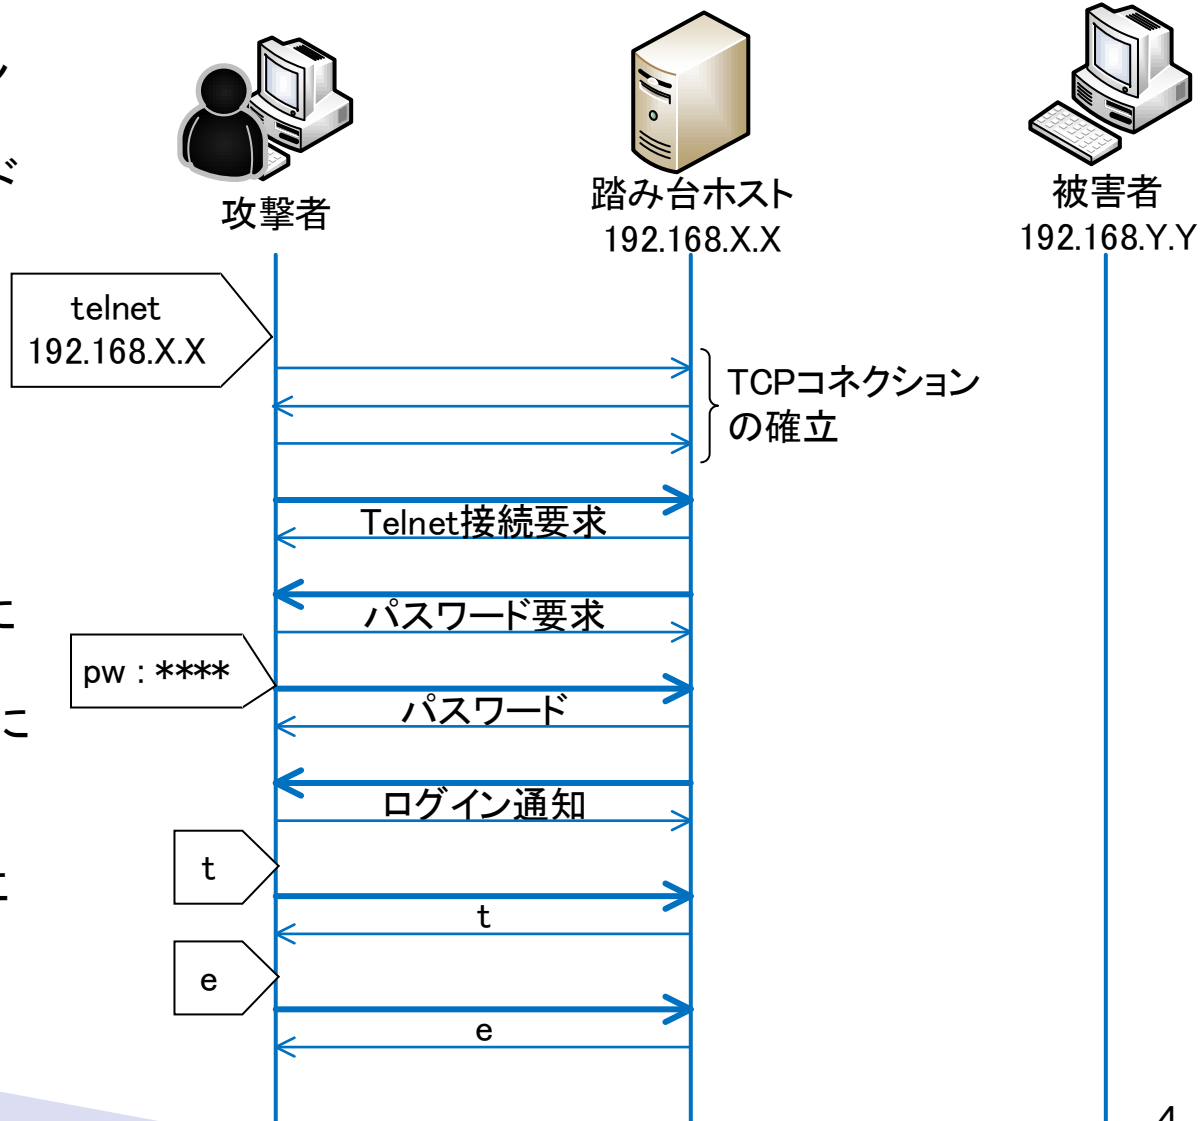 攻撃者
踏み台ホスト
192.168.X.X
被害者
192.168.Y.Y
telnet
192.168.X.X
TCPコネクション
の確立
Telnet接続要求
パスワード要求
pw : ****
パスワード
ログイン通知
t
t
e
e
に